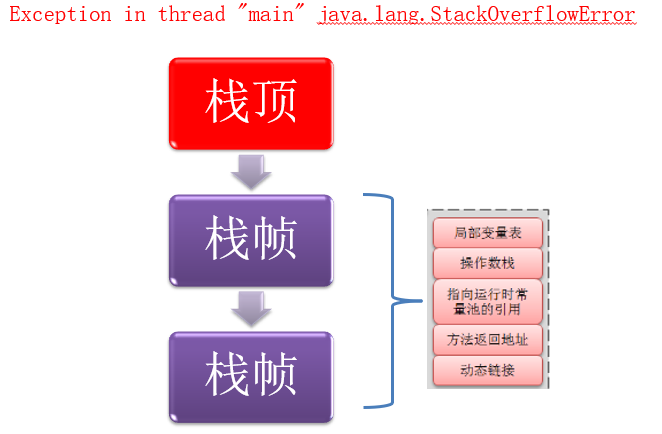 Exception in thread "main" java.lang.StackOverflowError
栈顶
栈帧
栈帧
局部变量表
操作数栈
指向运行时常
量池的引用
方法返回地址
动态链接